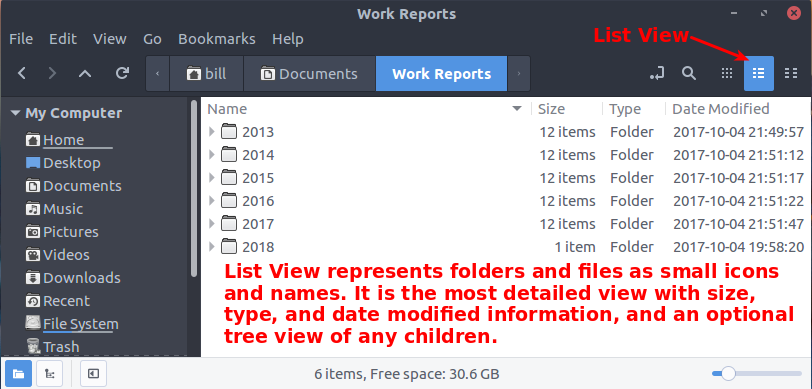 Work Reports
File Edit View Go Bookmarks Help
List View
bill Documents Work Reports
My Computer
Home
Desktop
Documents
Music
Pictures
Videos
Downloads
Recent
File System
Trash
Name Size Type Date Modified
2013 12 items Folder 2017-10-04 21:49:57
2014 12 items Folder 2017-10-04 21:51:12
2015 12 items Folder 2017-10-04 21:51:17
2016 12 items Folder 2017-10-04 21:51:22
2017 12 items Folder 2017-10-04 21:51:47
2018 1 item Folder 2017-10-04 19:58:20
List View represents folders and files as small icons
and names. It is the most detailed view with size,
type, and date modified information, and an optional
tree view of any children.
6 items, Free space: 30.6 GB